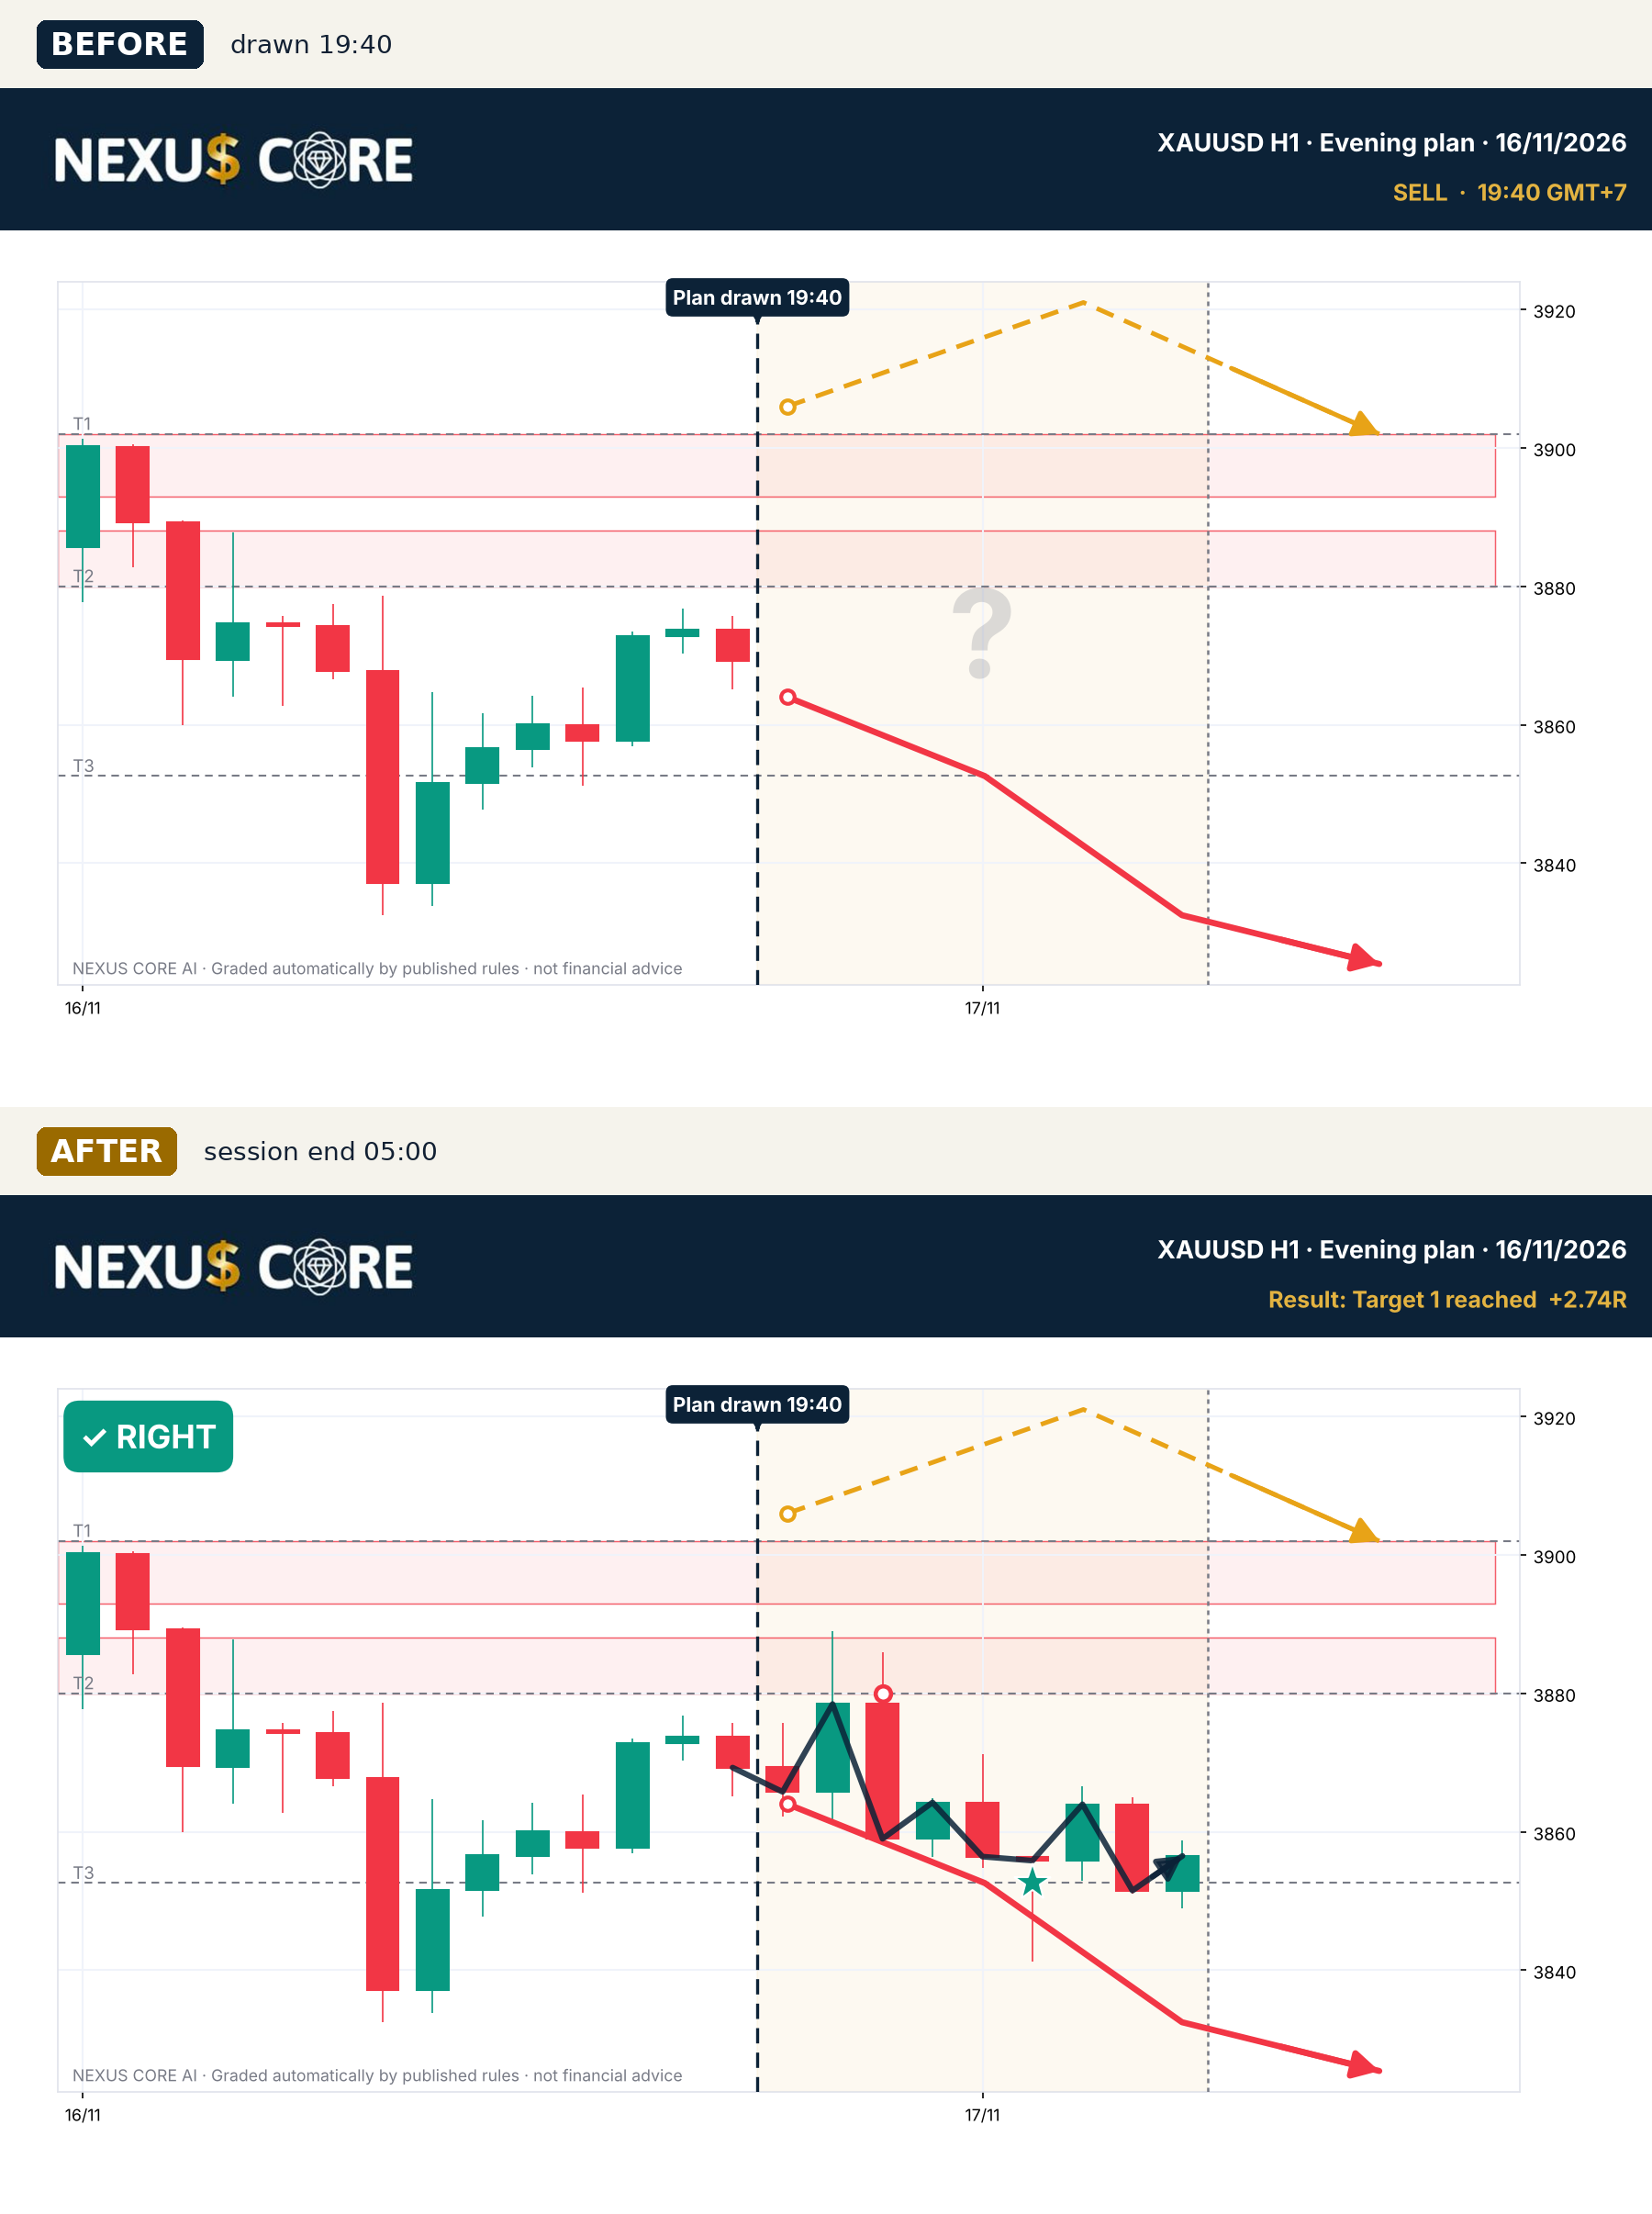 BEFORE drawn 19:40
NEXU$ CORE
XAUUSD H1 · Evening plan · 16/11/2026
SELL · 19:40 GMT+7
Plan drawn 19:40
3920
T1
3900
T2
3880
?
3860
T3
3840
NEXUS CORE AI · Graded automatically by published rules · not financial advice
16/11 17/11
AFTER session end 05:00
NEXU$ CORE
XAUUSD H1 · Evening plan · 16/11/2026
Result: Target 1 reached +2.74R
Plan drawn 19:40
✓ RIGHT
3920
T1
3900
T2
3880
3860
T3
3840
NEXUS CORE AI · Graded automatically by published rules · not financial advice
16/11 17/11